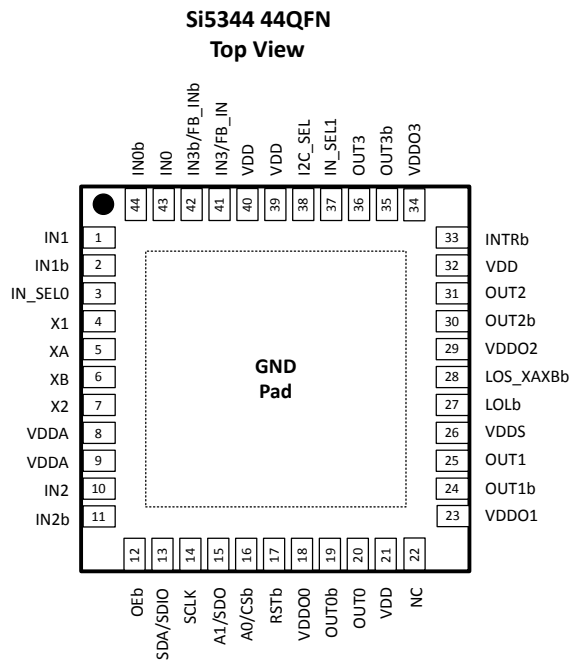 Si5344 44QFN
Top View
IN0b
IN0
IN3b/FB_INb
IN3/FB_IN
VDD
VDD
I2C_SEL
IN_SEL1
OUT3
OUT3b
VDDO3
44
43
42
41
40
39
38
37
36
35
34
IN1 1
IN1b 2
IN_SEL0 3
X1 4
XA 5
XB 6
X2 7
VDDA 8
VDDA 9
IN2 10
IN2b 11
GND
Pad
33 INTRb
32 VDD
31 OUT2
30 OUT2b
29 VDDO2
28 LOS_XAXBb
27 LOLb
26 VDDS
25 OUT1
24 OUT1b
23 VDDO1
12
13
14
15
16
17
18
19
20
21
22
OEb
SDA/SDIO
SCLK
A1/SDO
A0/CSb
RSTb
VDDO0
OUT0b
OUT0
VDD
NC